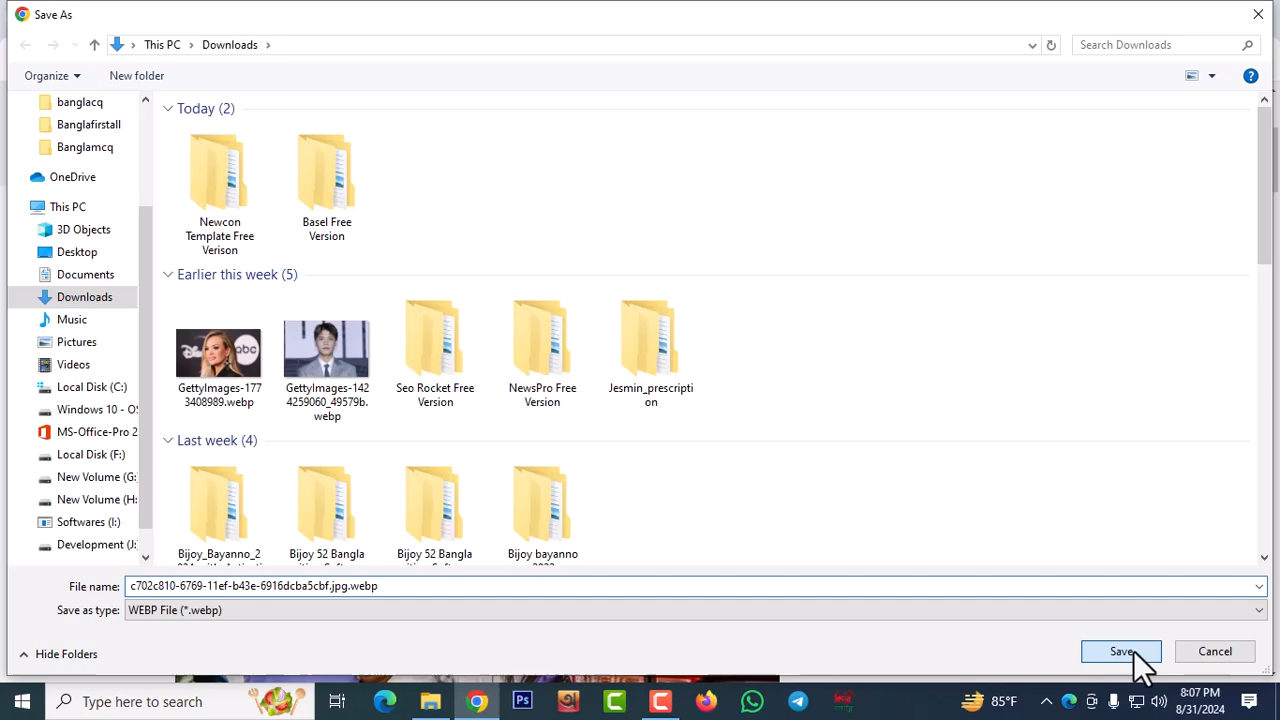 Save As
This PC
Downloads
Search Downloads
Organize
New folder
banglacq
Banglafirstall
Banglamcq
OneDrive
This PC
3D Objects
Desktop
Documents
Downloads
Music
Pictures
Videos
Local Disk (C:)
Windows 10 - OS
MS-Office-Pro 2
Local Disk (F:)
New Volume (G:
New Volume (H:
Softwares (I:)
Development (J:
Today (2)
Newcon
Template Free
Verison
Basel Free
Version
Earlier this week (5)
GettyImages-177
3408989.webp
GettyImages-142
4259060_49579b.
webp
Seo Rocket Free
Version
NewsPro Free
Version
Jesmin_prescripti
on
Last week (4)
Bijoy_Bayanno_2
Bijoy 52 Bangla
Bijoy 52 Bangla
Bijoy bayanno
File name:
c702c810-6769-11ef-b43e-6916dcba5cbf.jpg.webp
Save as type:
WEBP File (*.webp)
Hide Folders
Save
Cancel
Type here to search
85°F
8:07 PM
8/31/2024